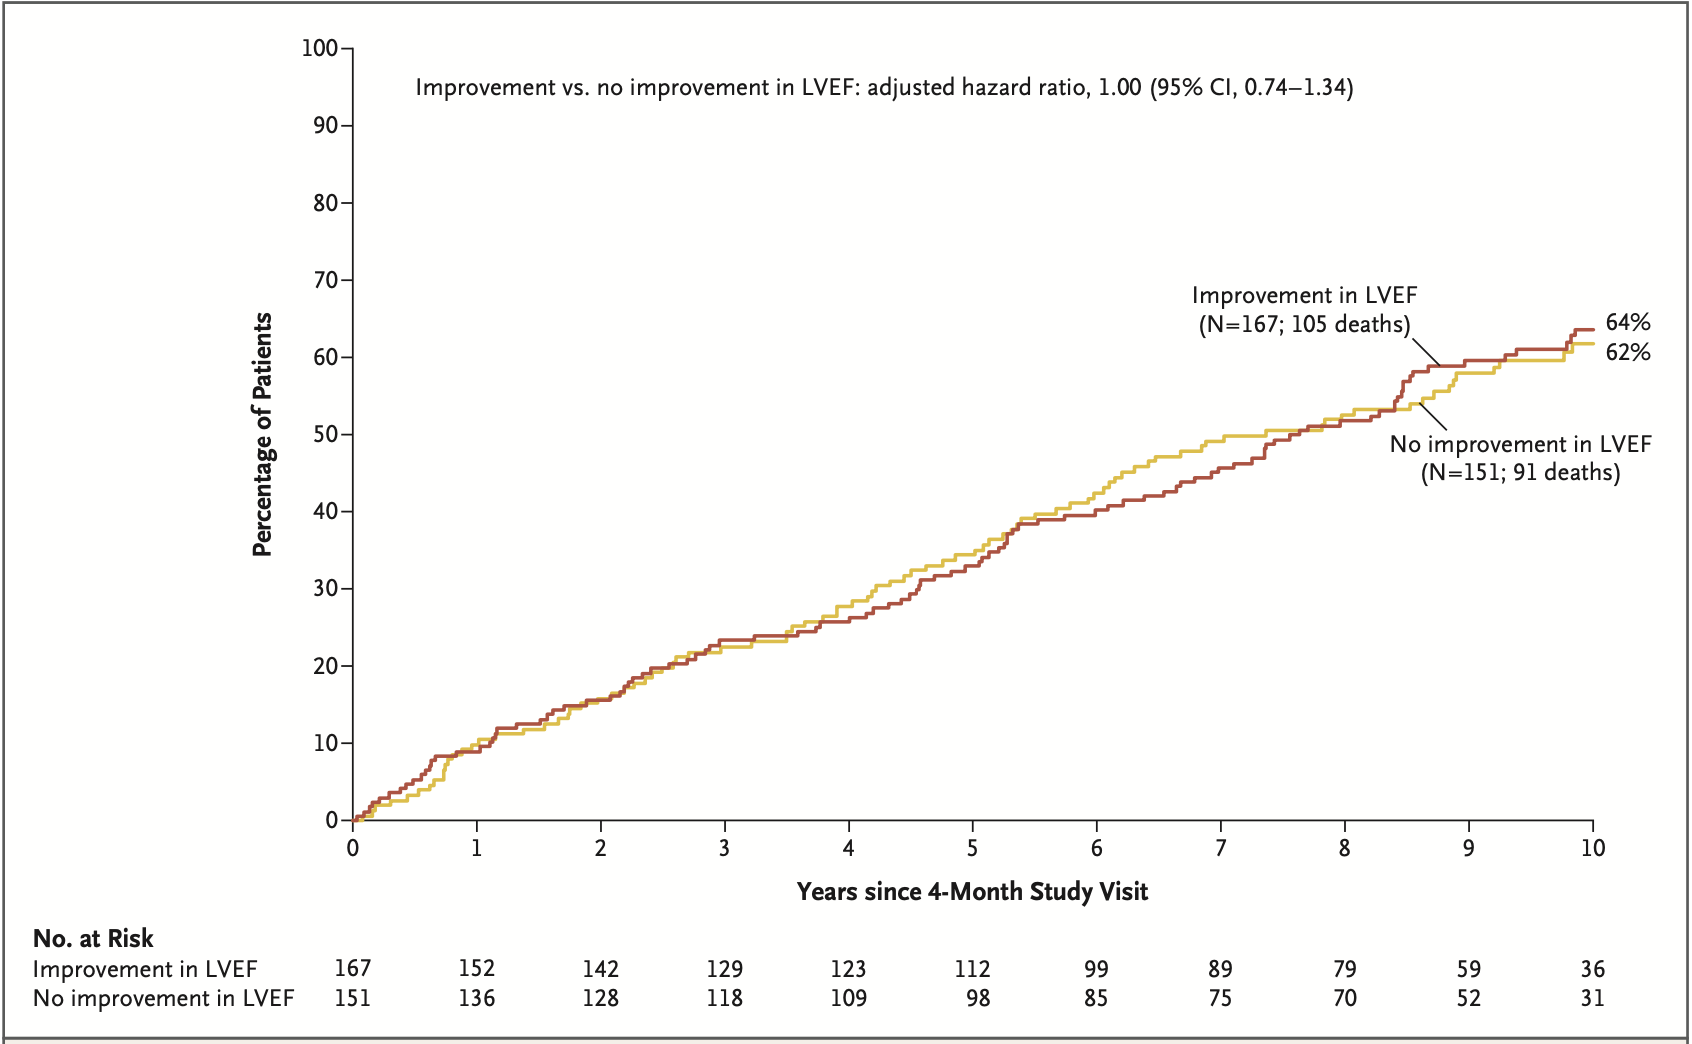 100
Improvement vs. no improvement in LVEF: adjusted hazard ratio, 1.00 (95% CI, 0.74–1.34)
90
80
70
60
50
40
30
20
10
0
Percentage of Patients
Improvement in LVEF
(N=167; 105 deaths)
64%
62%
No improvement in LVEF
(N=151; 91 deaths)
0 1 2 3 4 5 6 7 8 9 10
Years since 4-Month Study Visit
No. at Risk
Improvement in LVEF 167 152 142 129 123 112 99 89 79 59 36
No improvement in LVEF 151 136 128 118 109 98 85 75 70 52 31